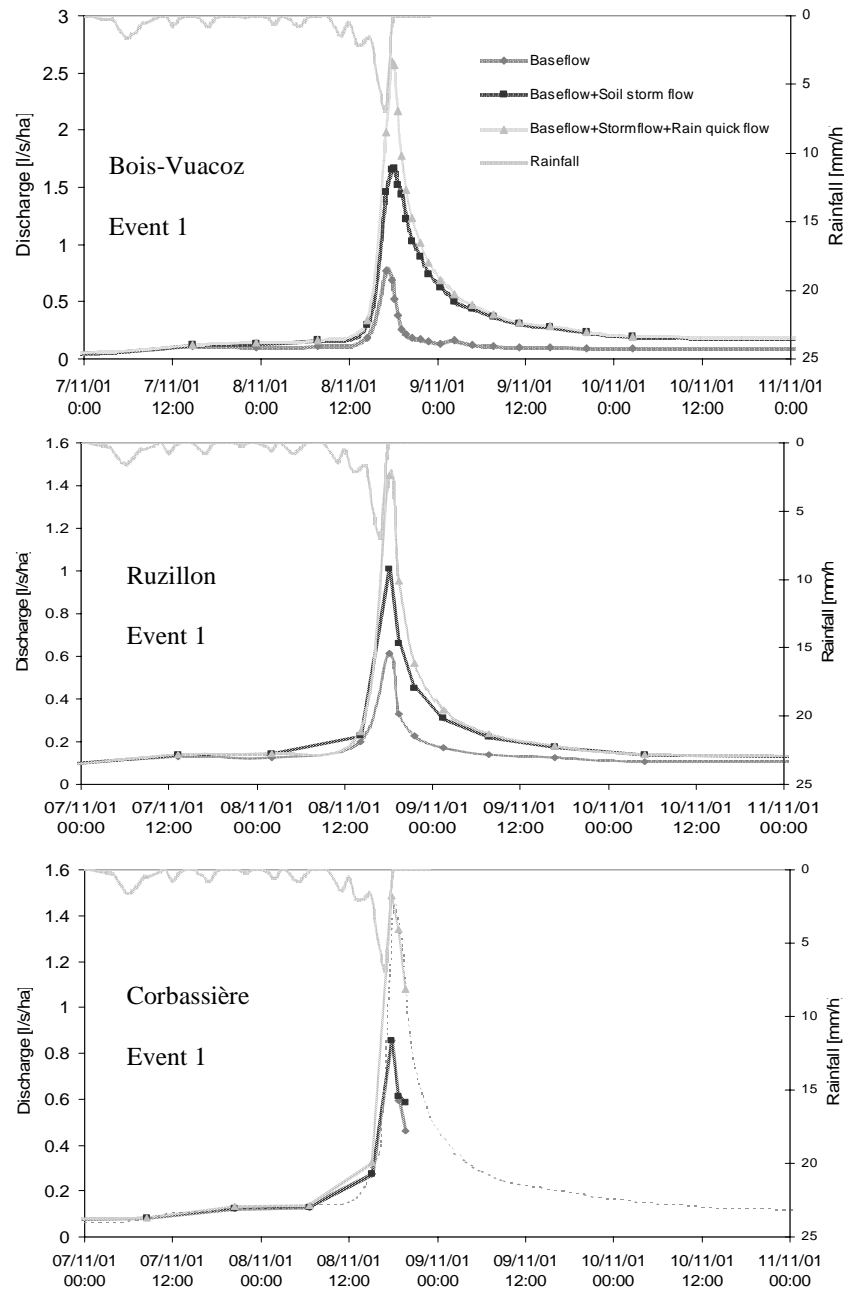 3
2.5
2
1.5
1
0.5
0
Discharge [l/s/ha)
0
5
10
15
20
25
Rainfall [mm/h)
Baseflow
Baseflow+Soil storm flow
Baseflow+Stormflow+Rain quick flow
Rainfall
Bois-Vuacoz
Event 1
7/11/01 7/11/01 8/11/01 8/11/01 9/11/01 9/11/01 10/11/01 10/11/01 11/11/01
0:00 12:00 0:00 12:00 0:00 12:00 0:00 12:00 0:00
1.6
1.4
1.2
1
0.8
0.6
0.4
0.2
0
Discharge [l/s/ha]
0
5
10
15
20
25
Rainfall [mm/h
Ruzillon
Event 1
07/11/01 07/11/01 08/11/01 08/11/01 09/11/01 09/11/01 10/11/01 10/11/01 11/11/01
00:00 12:00 00:00 12:00 00:00 12:00 00:00 12:00 00:00
1.6
1.4
1.2
1
0.8
0.6
0.4
0.2
0
Discharge [l/s/ha]
0
5
10
15
20
25
Rainfall [mm/h
Corbassière
Event 1
07/11/01 07/11/01 08/11/01 08/11/01 09/11/01 09/11/01 10/11/01 10/11/01 11/11/01
00:00 12:00 00:00 12:00 00:00 12:00 00:00 12:00 00:00